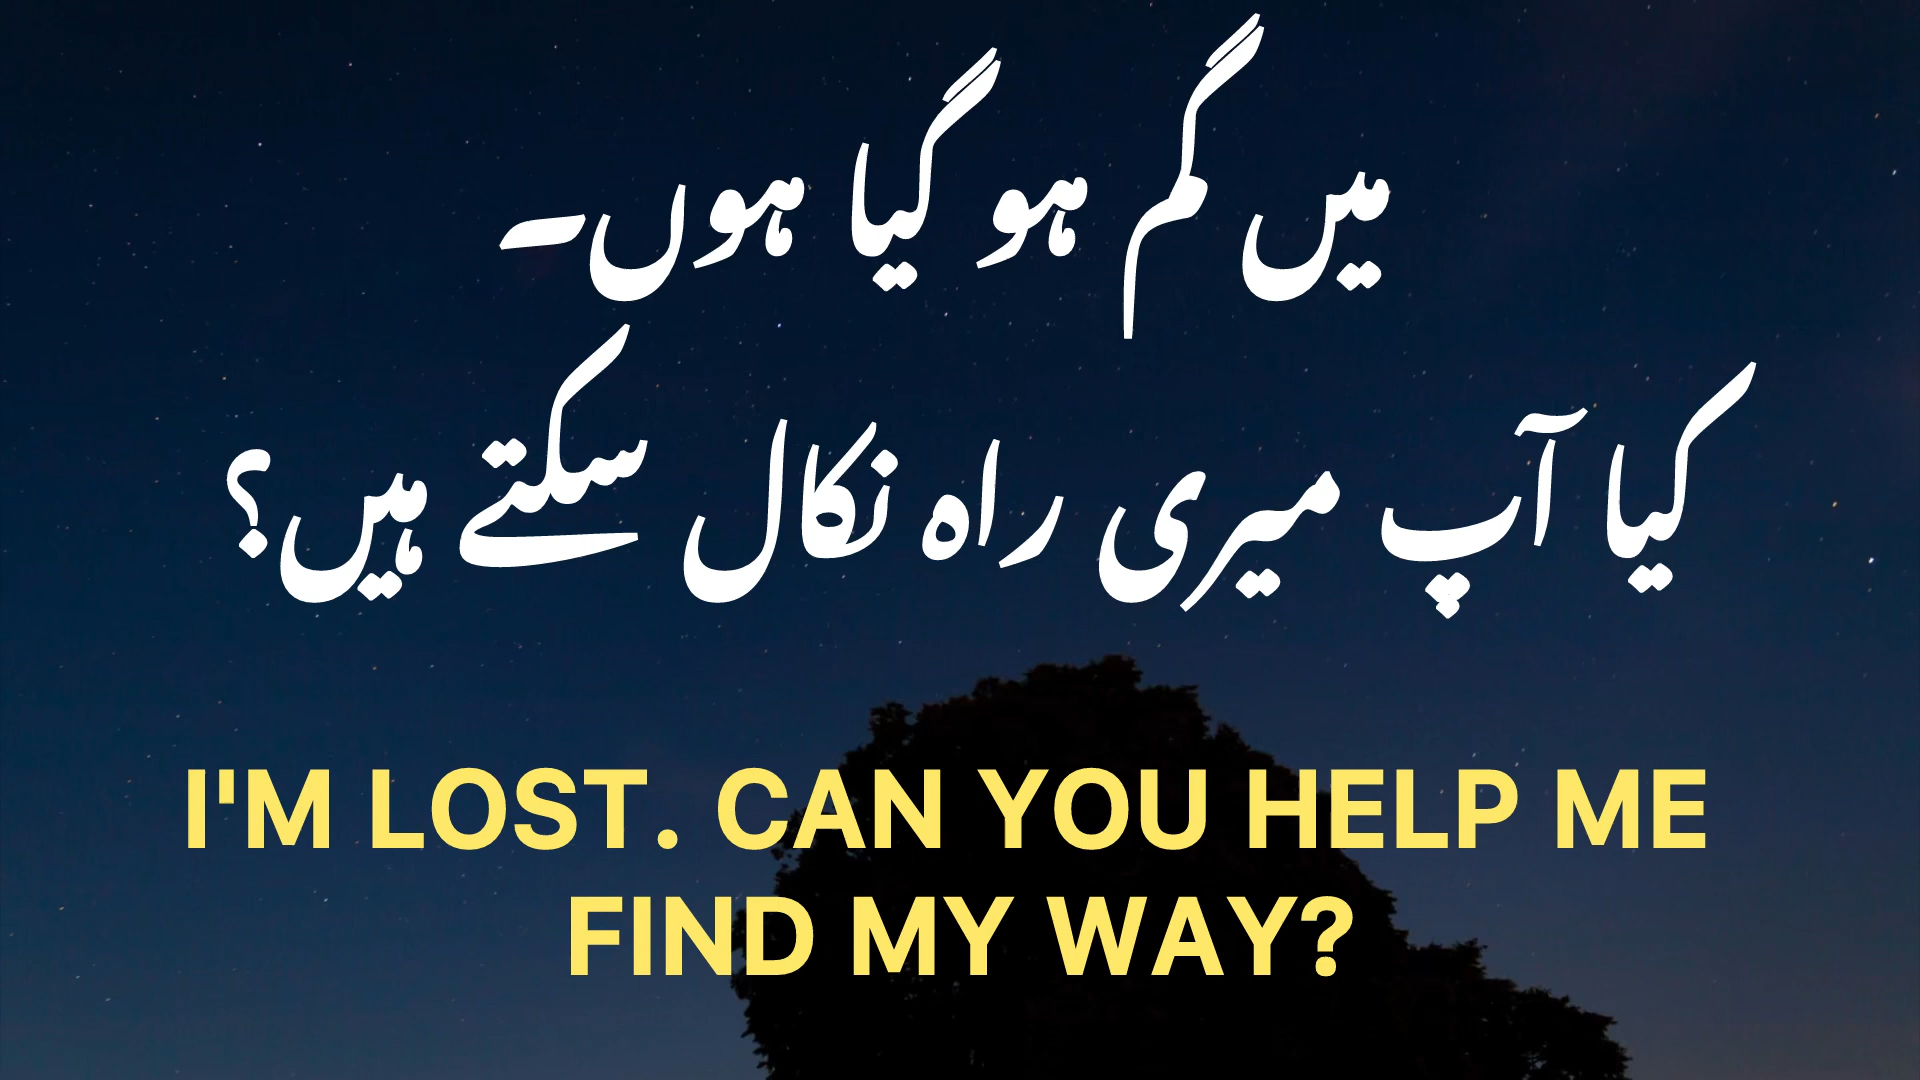 میں گم ہو گیا ہوں۔
کیا آپ میری راہ نکال سکتے ہیں؟
I'M LOST. CAN YOU HELP ME
FIND MY WAY?